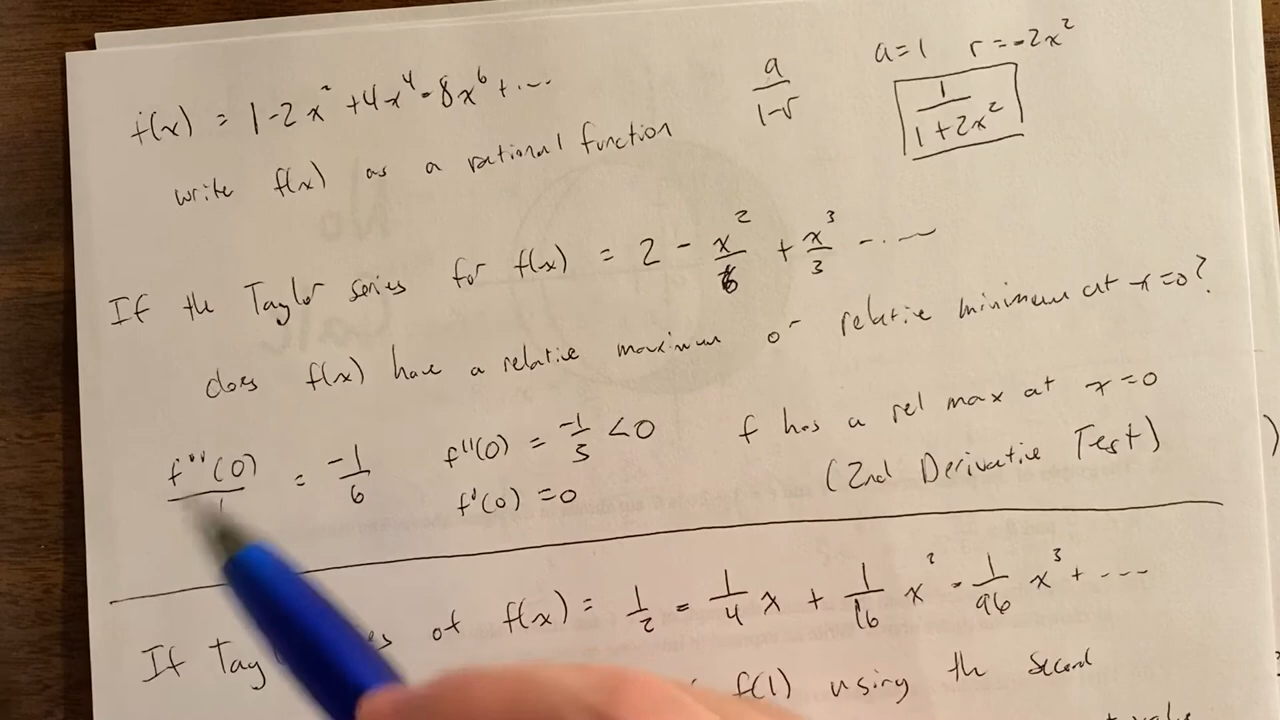 f(x) = 1 - 2x² + 4x⁴ - 8x⁶ + ...
a/(1-r)
a=1 r=-2x²
1/(1+2x²)
write f(x) as a rational function
If the Taylor series for f(x) = 2 - x²/6 + x³/3 - ...
does f(x) have a relative maximum or relative minimum at x=0?
f''(0) = -1/6
f''(0) = -1/3 < 0
f'(0) = 0
f has a rel max at x=0
(2nd Derivative Test)
If of f(x) = 1/2 - 1/4 x + 1/16 x² - 1/96 x³ + ...
f(1) using the second